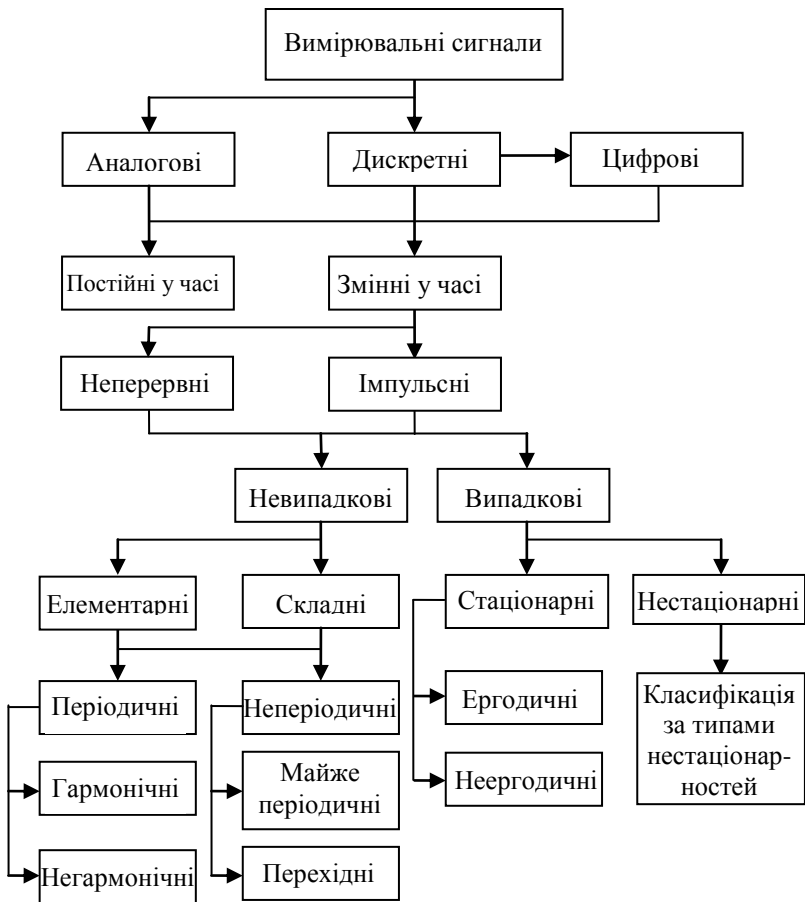 Вимірювальні сигнали
Аналогові
Дискретні
Цифрові
Постійні у часі
Змінні у часі
Неперервні
Імпульсні
Невипадкові
Випадкові
Елементарні
Складні
Стаціонарні
Нестаціонарні
Періодичні
Неперіодичні
Ергодичні
Класифікація
за типами
нестаціонар-
ностей
Гармонічні
Майже
періодичні
Неергодичні
Негармонічні
Перехідні